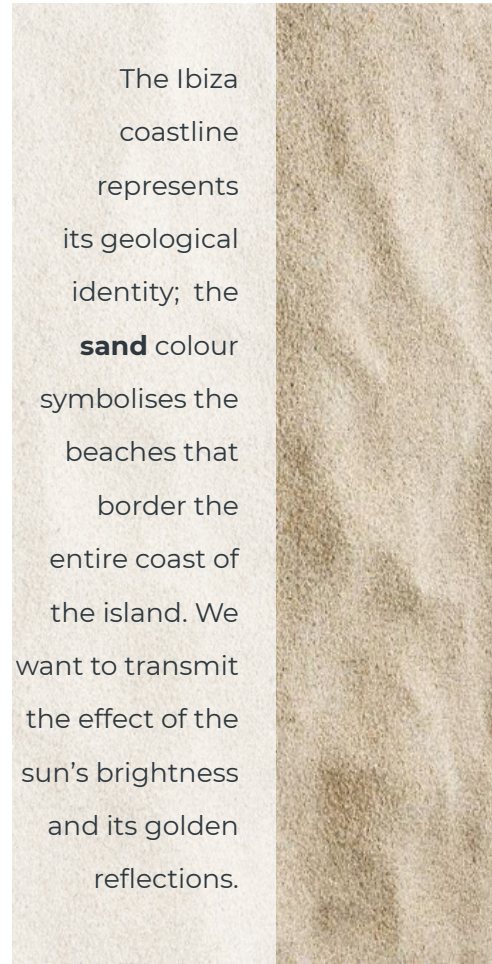 The Ibiza
coastline
represents
its geological
identity;  the
sand colour
symbolises the
beaches that
border the
entire coast of
the island. We
want to transmit
the effect of the
sun’s brightness
and its golden
reflections.